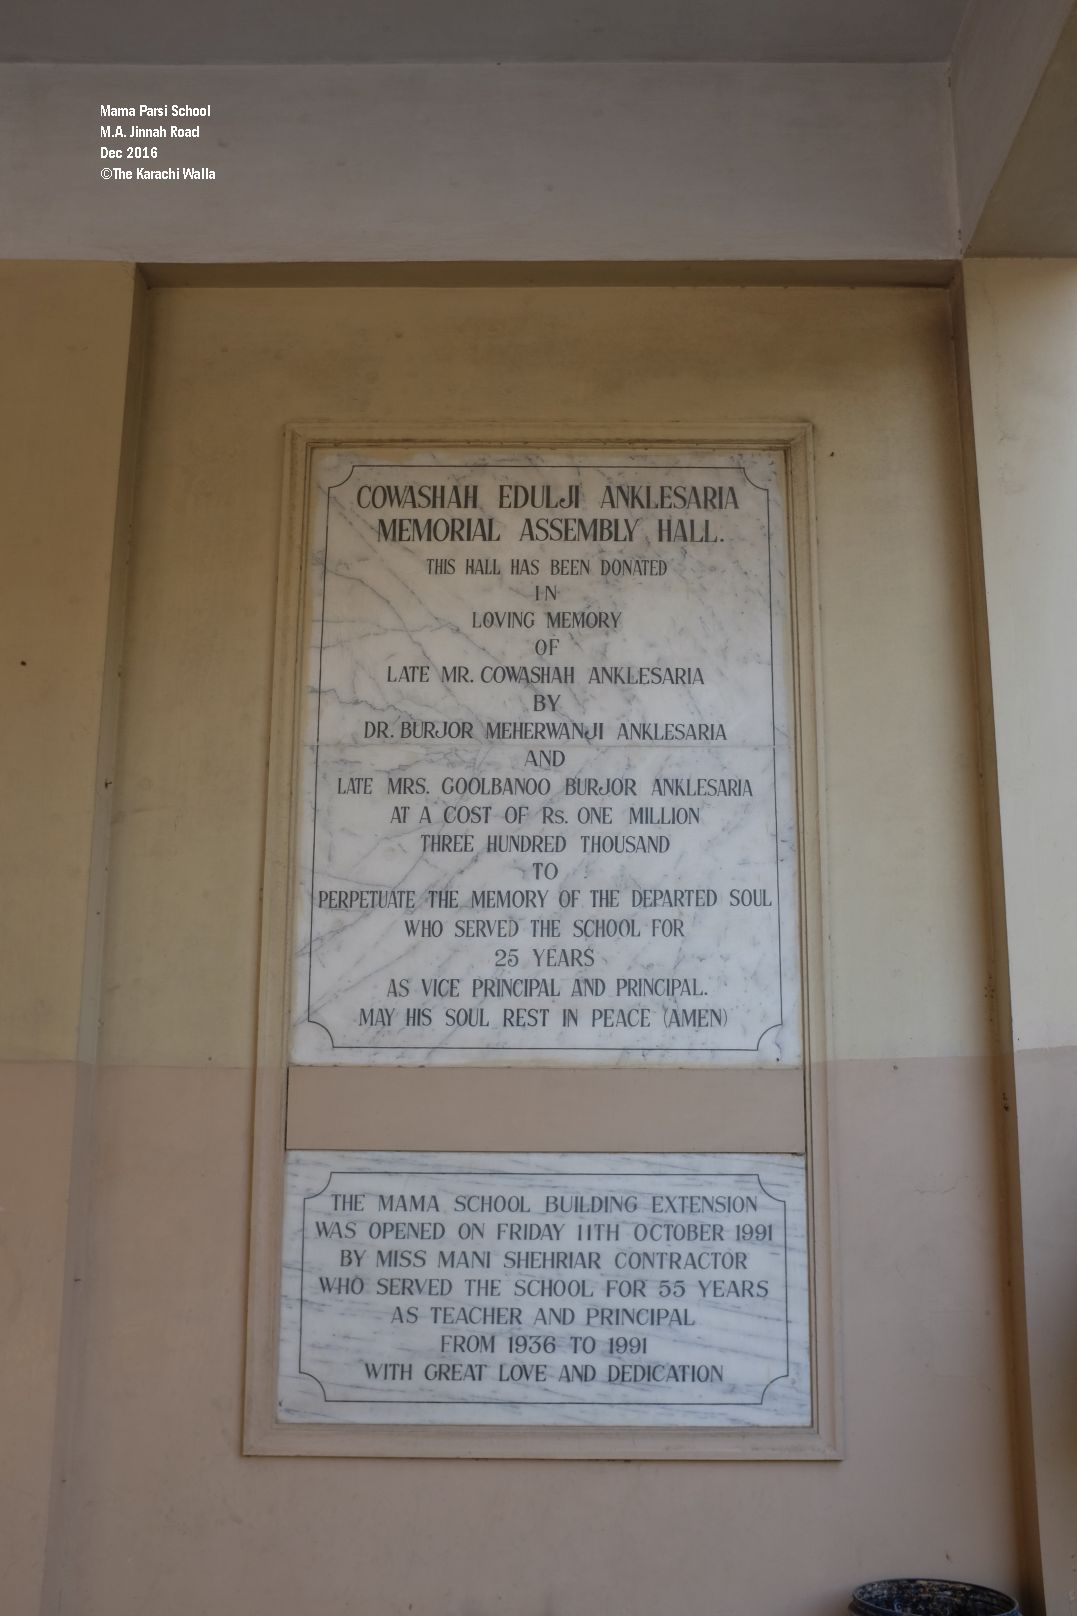 Mama Parsi School
M.A. Jinnah Road
Dec 2016
©The Karachi Walla
COWASHAH EDULJI ANKLESARIA
MEMORIAL ASSEMBLY HALL.
THIS HALL HAS BEEN DONATED
IN
LOVING MEMORY
OF
LATE MR. COWASHAH ANKLESARIA
BY
DR. BURJOR MEHERWANJI ANKLESARIA
AND
LATE MRS. GOOLBANOO BURJOR ANKLESARIA
AT A COST OF Rs. ONE MILLION
THREE HUNDRED THOUSAND
TO
PERPETUATE THE MEMORY OF THE DEPARTED SOUL
WHO SERVED THE SCHOOL FOR
25 YEARS
AS VICE PRINCIPAL AND PRINCIPAL.
MAY HIS SOUL REST IN PEACE (AMEN)
THE MAMA SCHOOL BUILDING EXTENSION
WAS OPENED ON FRIDAY 11TH OCTOBER 1991
BY MISS MANI SHEHRIAR CONTRACTOR
WHO SERVED THE SCHOOL FOR 55 YEARS
AS TEACHER AND PRINCIPAL
FROM 1936 TO 1991
WITH GREAT LOVE AND DEDICATION